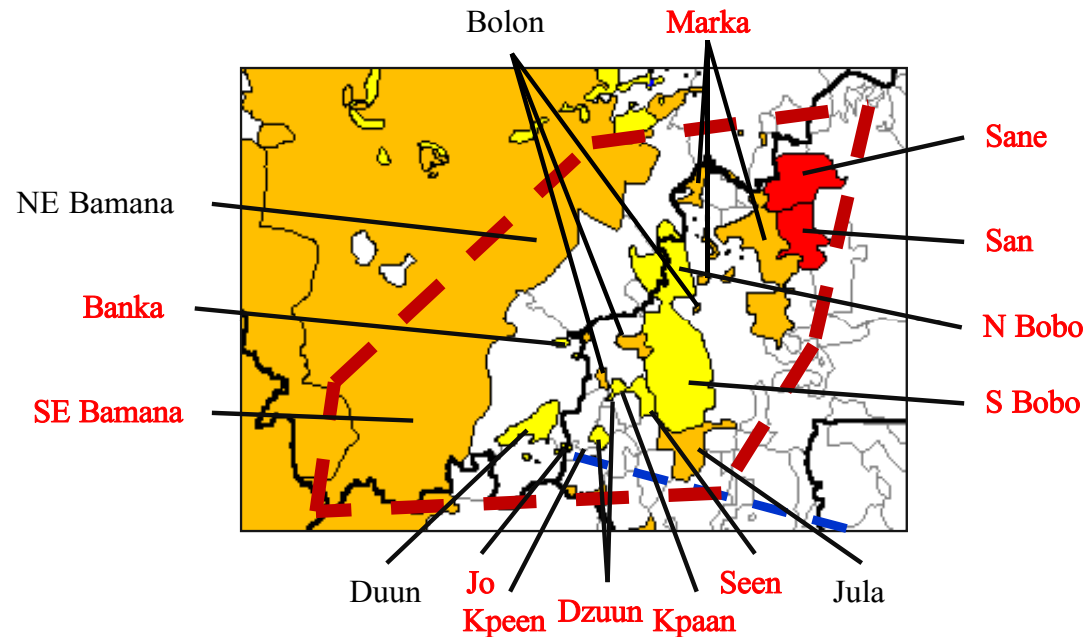 Bolon
Marka
Sane
NE Bamana
San
Banka
N Bobo
SE Bamana
S Bobo
Duun
Jo
Seen
Jula
Kpeen
Dzuun
Kpaan